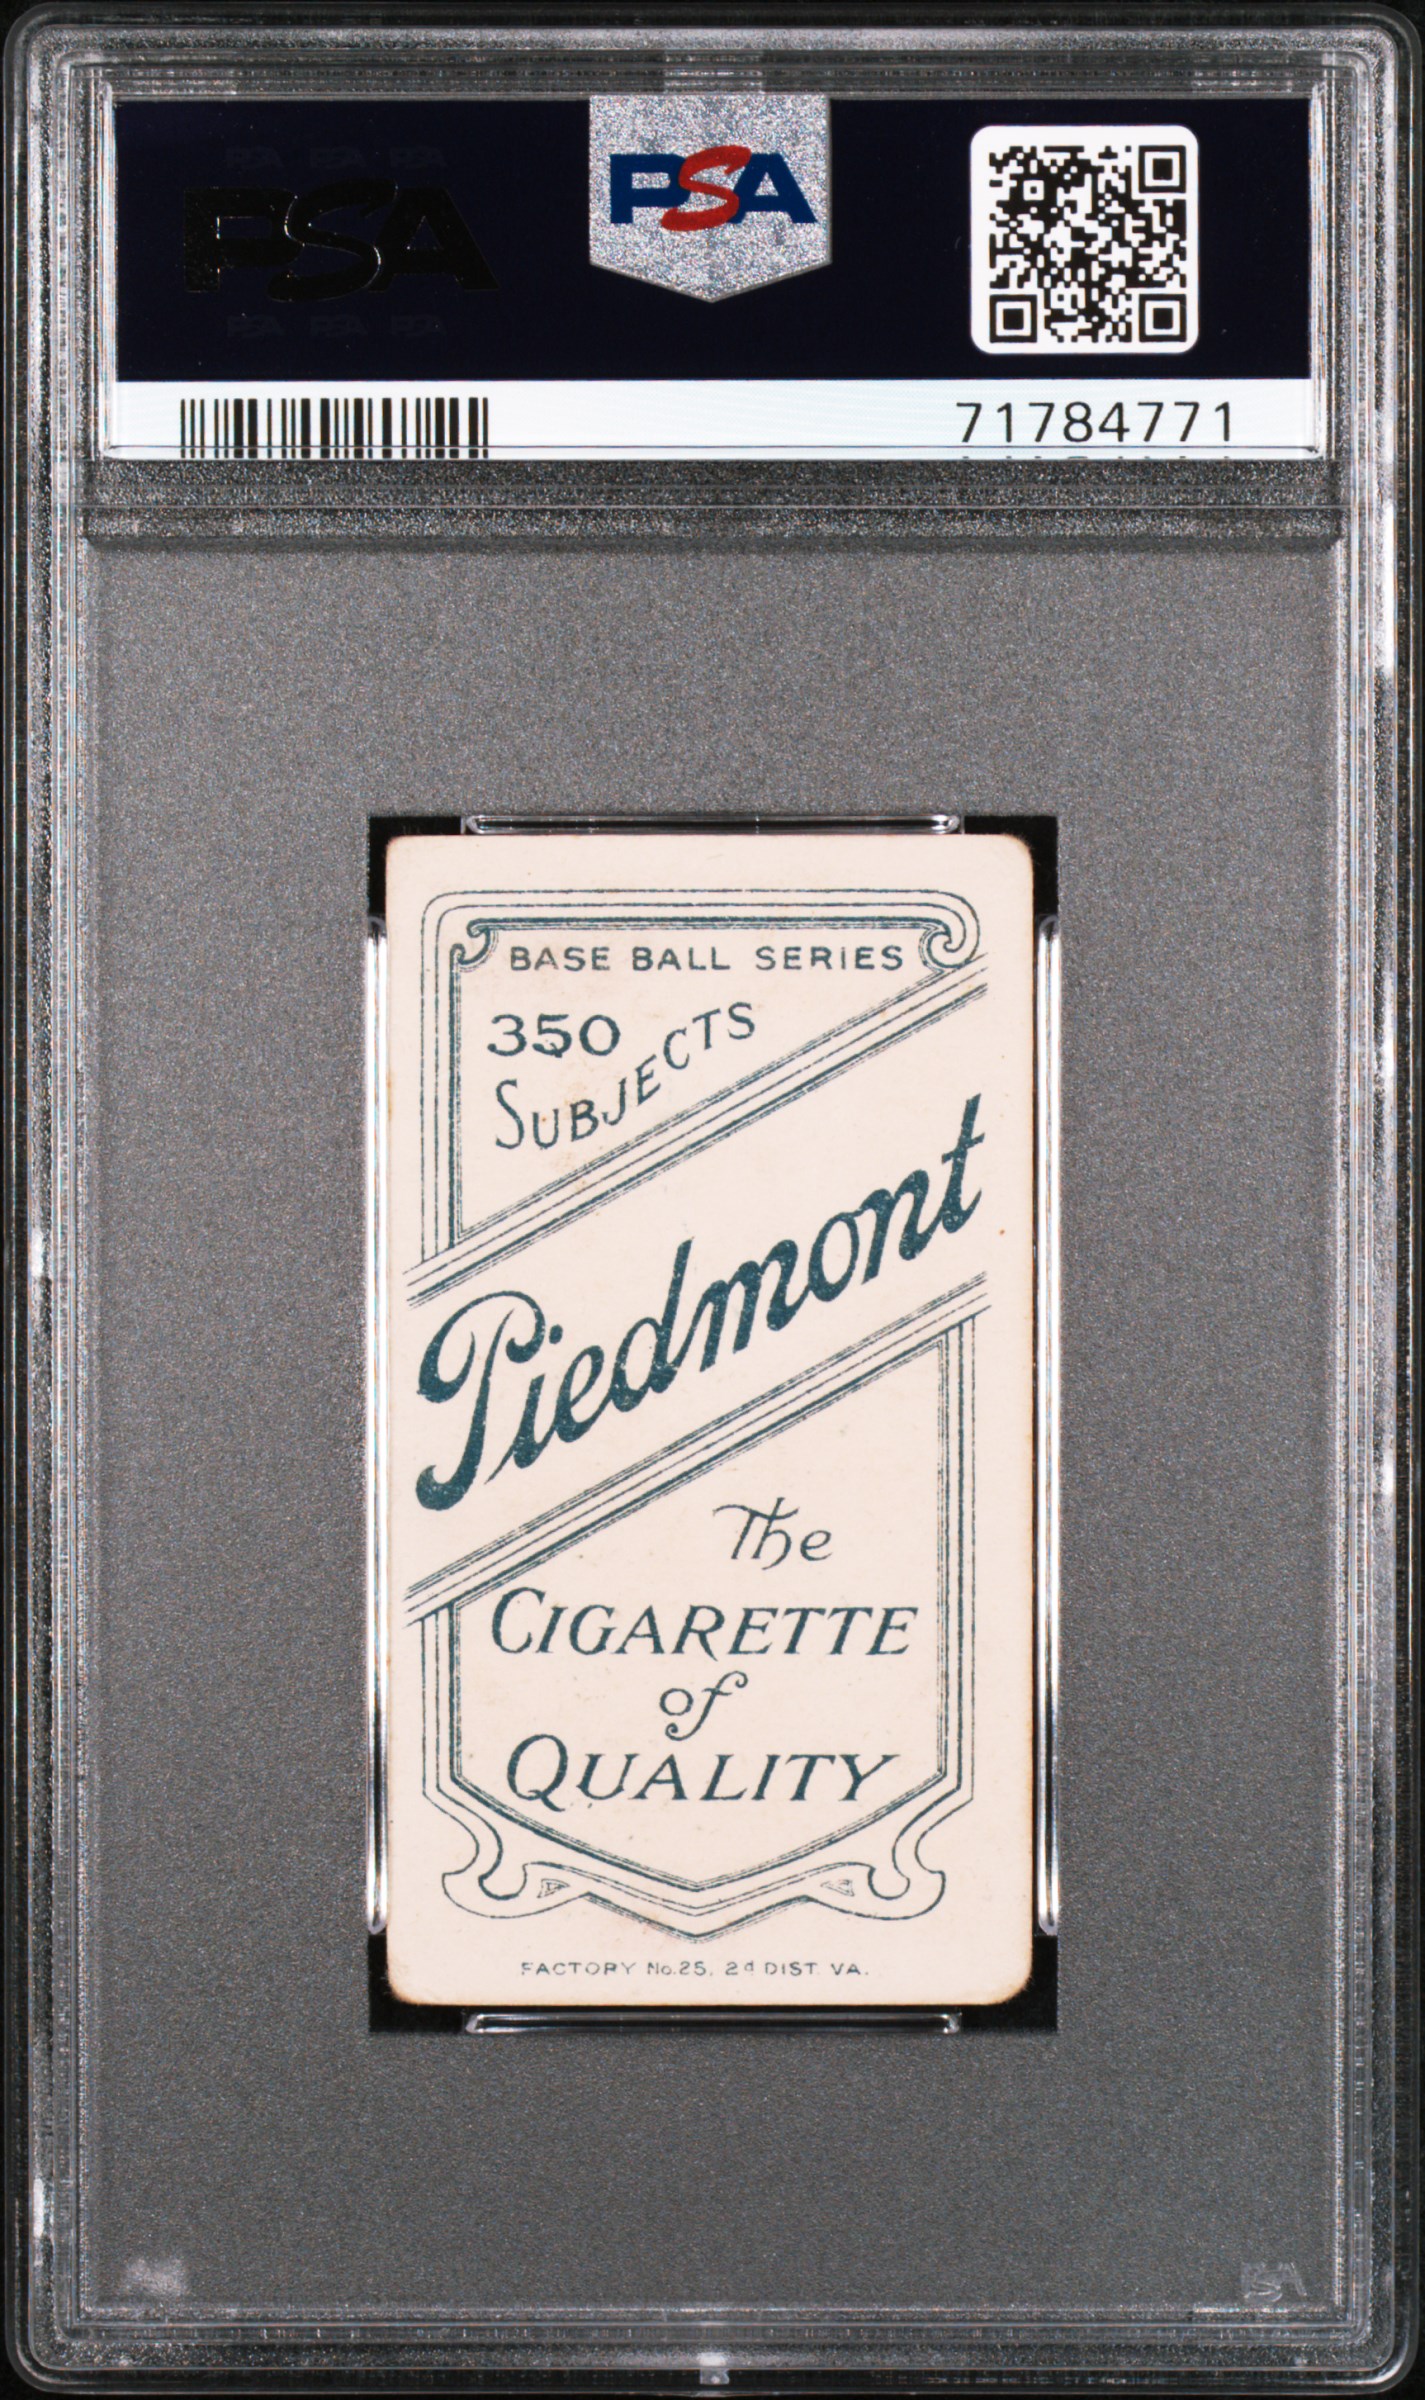 PSA
PSA
71784771
BASE BALL SERIES
350
SUBJECTS
Piedmont
The
CIGARETTE
of
QUALITY
FACTORY No.25, 2d DIST. VA.
PSA